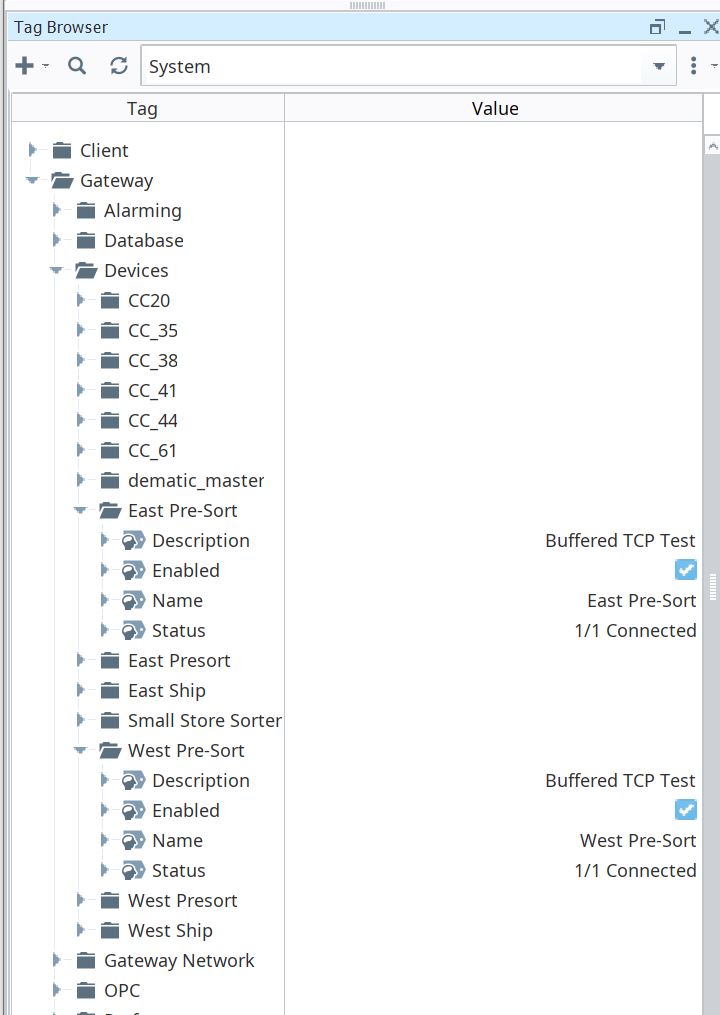 Tag Browser
System
Tag Value
Client
Gateway
Alarming
Database
Devices
CC20
CC_35
CC_38
CC_41
CC_44
CC_61
dematic_master
East Pre-Sort
Description Buffered TCP Test
Enabled
Name East Pre-Sort
Status 1/1 Connected
East Presort
East Ship
Small Store Sorter
West Pre-Sort
Description Buffered TCP Test
Enabled
Name West Pre-Sort
Status 1/1 Connected
West Presort
West Ship
Gateway Network
OPC